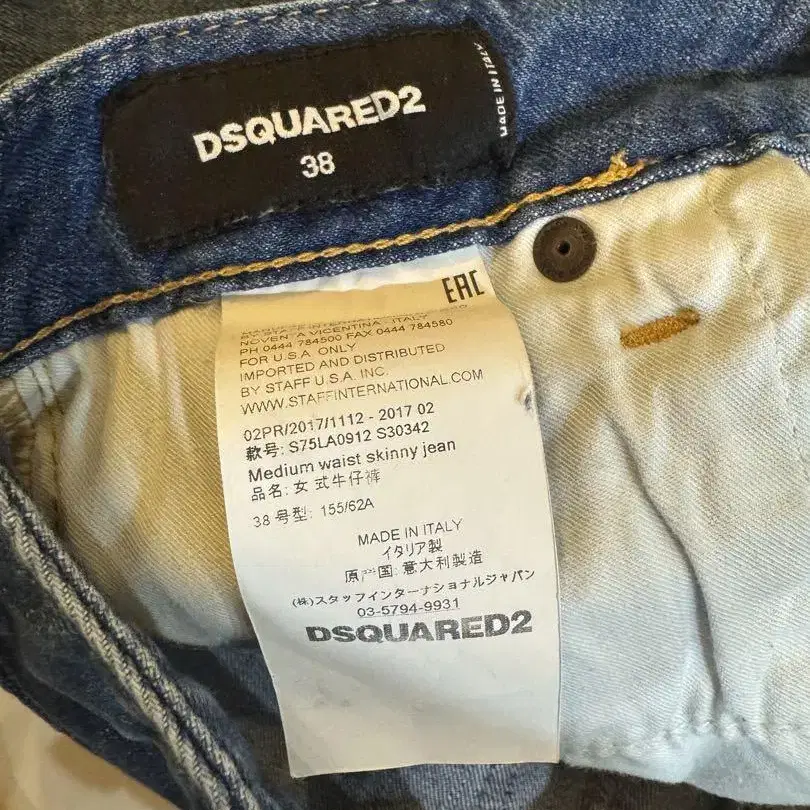 DSQUARED2
38
MADE IN ITALY
EAC
BY STAFF INTERNATIONAL
NOVENTA VICENTINA - ITALY
PH 0444 784500 FAX 0444 784580
FOR U.S.A. ONLY
IMPORTED AND DISTRIBUTED
BY STAFF U.S.A. INC.
WWW.STAFFINTERNATIONAL.COM
02PR/2017/1112 - 2017 02
款号: S75LA0912 S30342
Medium waist skinny jean
品名: 女 式牛仔裤
38 号型: 155/62A
MADE IN ITALY
イタリア製
原产国: 意大利製造
(株)スタッフインターナショナルジャパン
03-5794-9931
DSQUARED2